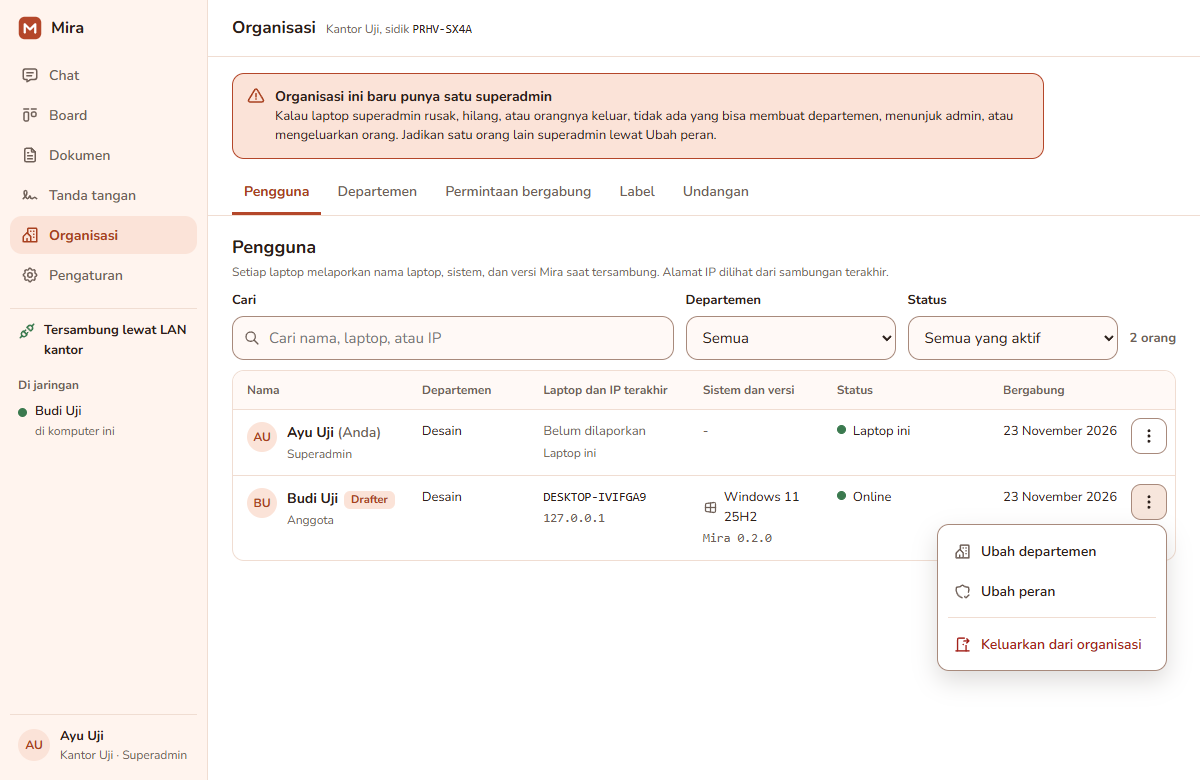 Mira
Chat
Board
Dokumen
Tanda tangan
Organisasi
Pengaturan
Tersambung lewat LAN
kantor
Di jaringan
Budi Uji
di komputer ini
AU
Ayu Uji
Kantor Uji · Superadmin
Organisasi Kantor Uji, sidik PRHV-SX4A
Organisasi ini baru punya satu superadmin
Kalau laptop superadmin rusak, hilang, atau orangnya keluar, tidak ada yang bisa membuat departemen, menunjuk admin, atau
mengeluarkan orang. Jadikan satu orang lain superadmin lewat Ubah peran.
Pengguna Departemen Permintaan bergabung Label Undangan
Pengguna
Setiap laptop melaporkan nama laptop, sistem, dan versi Mira saat tersambung. Alamat IP dilihat dari sambungan terakhir.
Cari Departemen Status
Cari nama, laptop, atau IP Semua Semua yang aktif 2 orang
Nama Departemen Laptop dan IP terakhir Sistem dan versi Status Bergabung
AU Ayu Uji (Anda) Desain Belum dilaporkan - Laptop ini 23 November 2026
Superadmin Laptop ini
BU Budi Uji Drafter Desain DESKTOP-IVIFGA9 Windows 11 Online 23 November 2026
Anggota 127.0.0.1 25H2
Mira 0.2.0
Ubah departemen
Ubah peran
Keluarkan dari organisasi